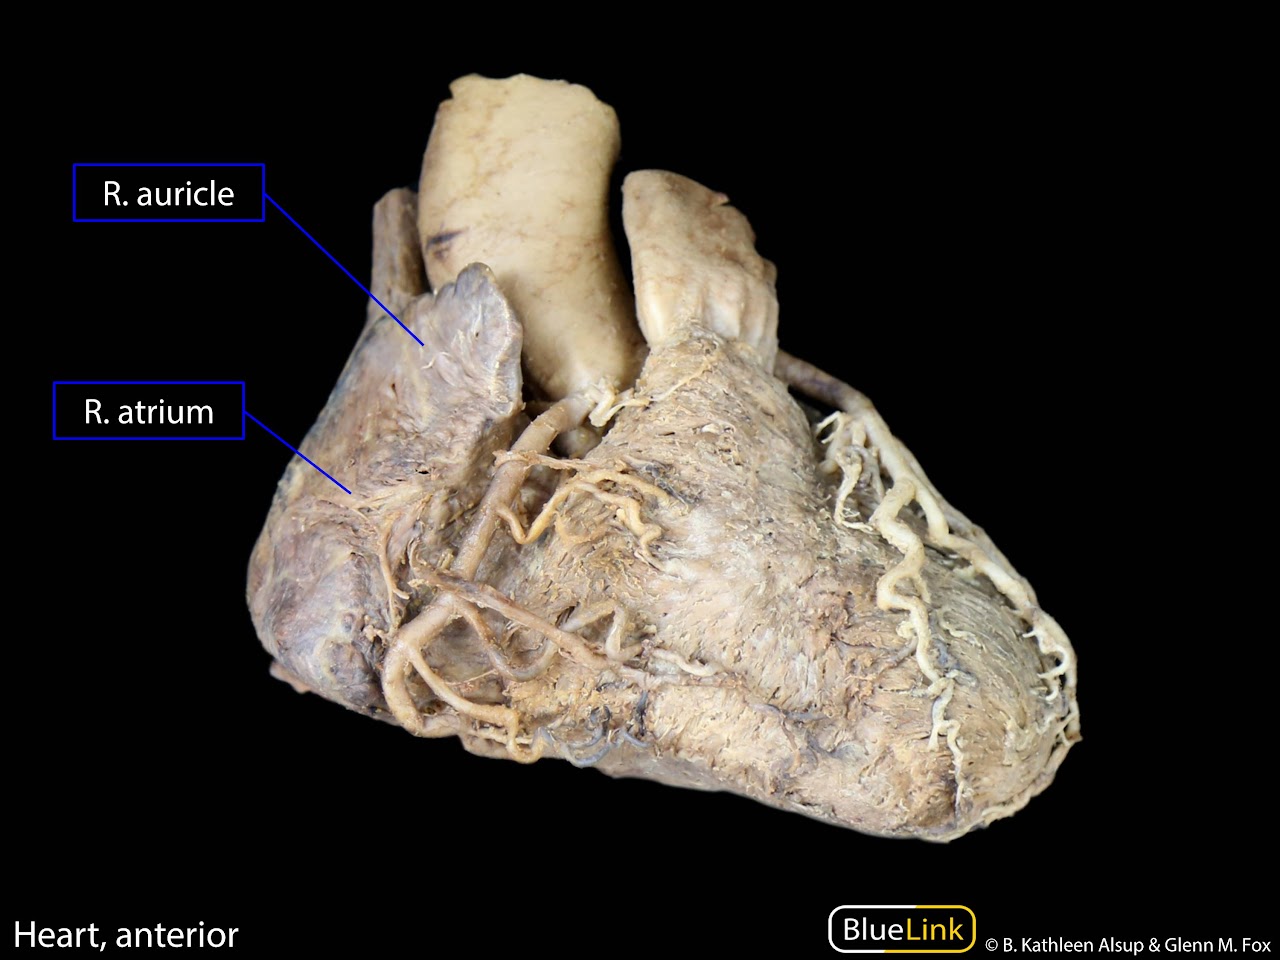 R. auricle
R. atrium
Heart, anterior
BlueLink
© B. Kathleen Alsup & Glenn M. Fox